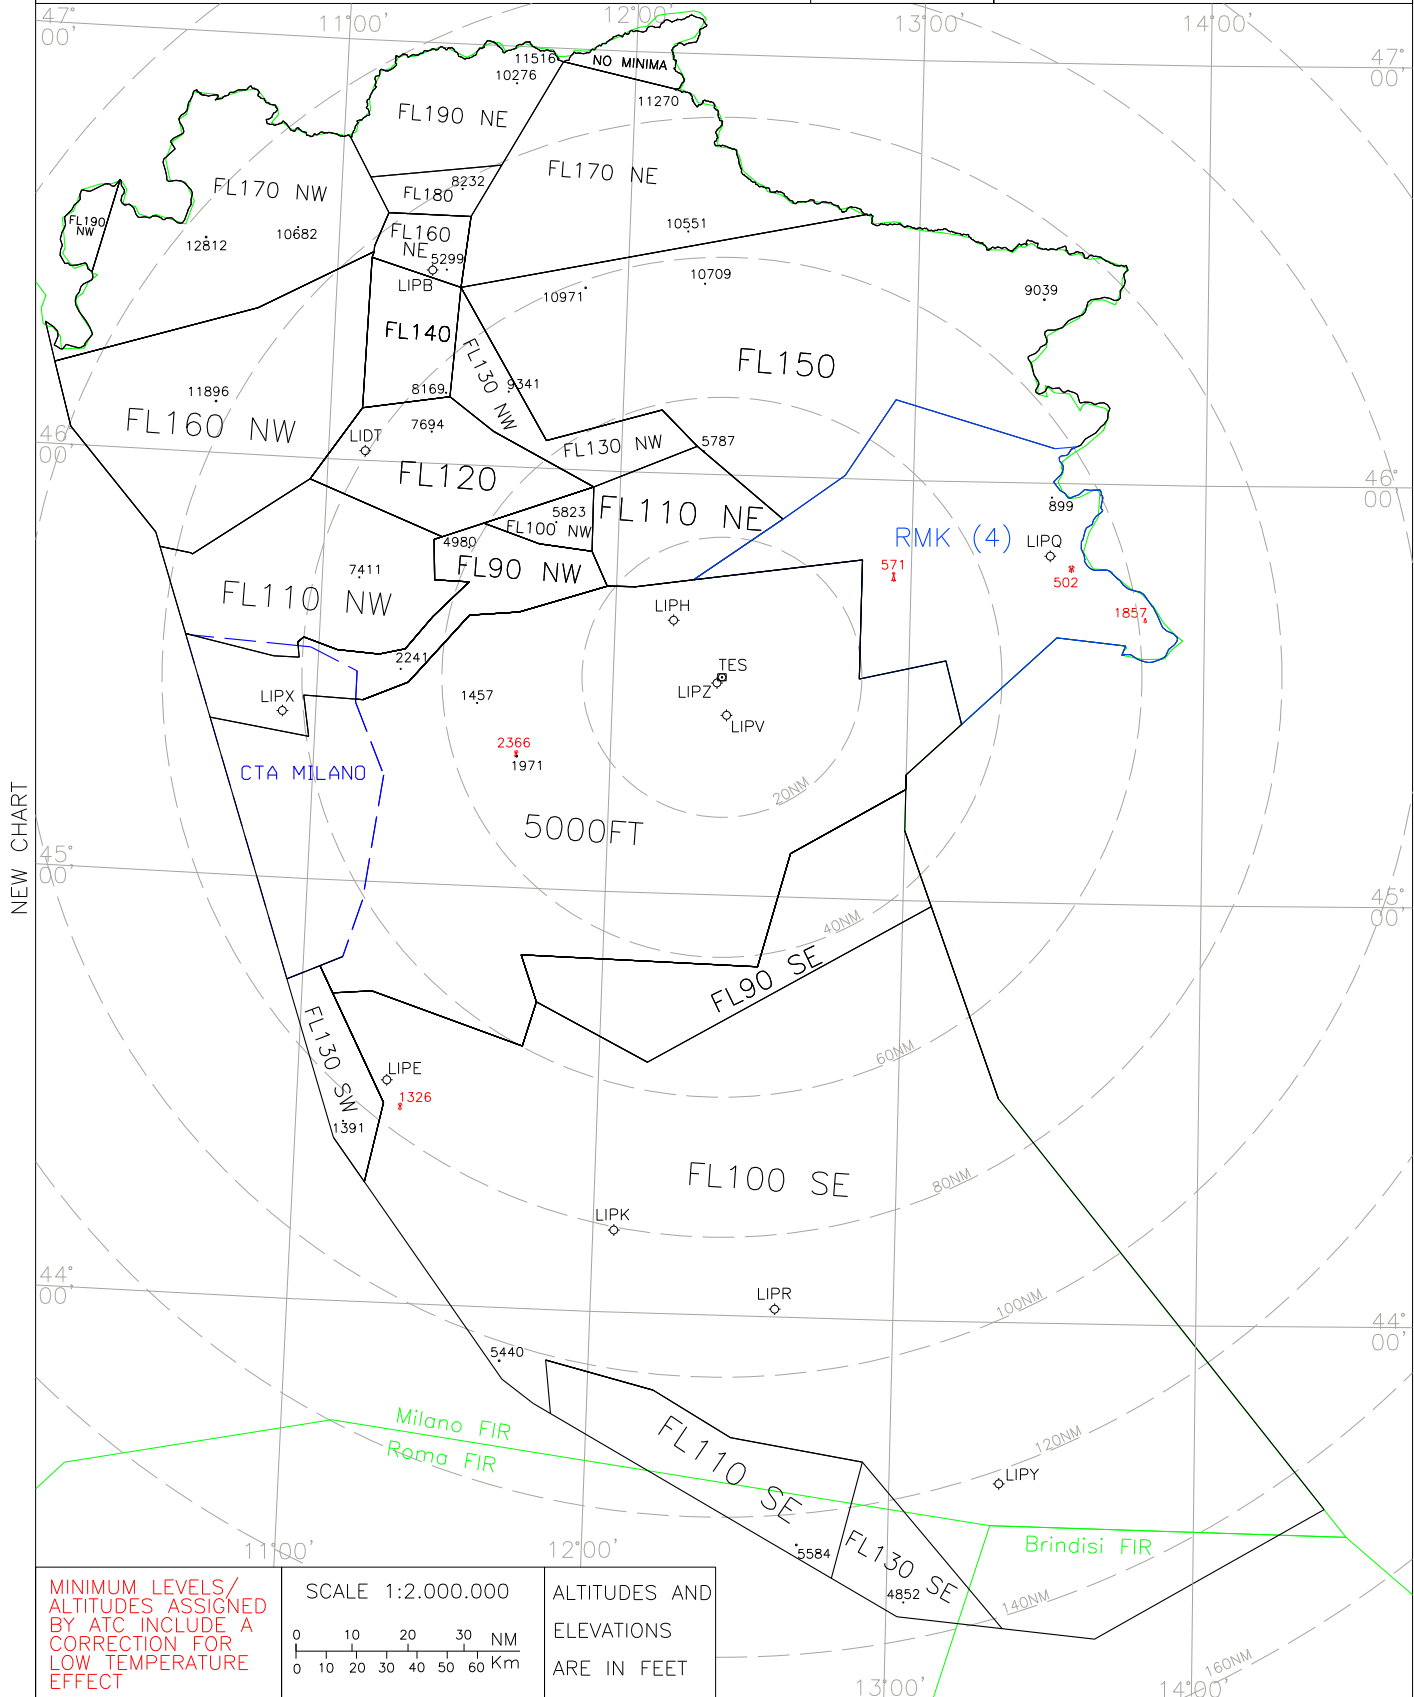 47°
00'
11°00'
12°00'
13°00'
14°00'
47°
00'
11516
NO MINIMA
10276
11270
FL190 NE
FL170 NE
FL170 NW
8232
FL180
FL190
NW
12812
10682
FL160
NE
5299
10551
LIPB
10971
10709
9039
FL140
FL130 NW
FL150
11896
8169
9341
FL160 NW
7694
LIDT
5787
FL130 NW
46°
00'
46°
00'
FL120
FL110 NE
5823
FL100 NW
899
4980
RMK (4)
LIPQ
FL90 NW
571
502
7411
FL110 NW
1857
LIPH
2241
TES
LIPZ
LIPX
1457
LIPV
2366
1971
CTA MILANO
20NM
NEW CHART
5000FT
45°
00'
45°
00'
40NM
FL90 SE
FL130 SW
60NM
LIPE
1326
1391
FL100 SE
80NM
LIPK
44°
00'
LIPR
100NM
44°
00'
5440
Milano FIR
Roma FIR
FL110 SE
120NM
LIPY
Brindisi FIR
5584
FL130 SE
4852
140NM
160NM
11°00'
12°00'
13°00'
14°00'
MINIMUM LEVELS/
ALTITUDES ASSIGNED
BY ATC INCLUDE A
CORRECTION FOR
LOW TEMPERATURE
EFFECT
SCALE 1:2.000.000
0 10 20 30 NM
0 10 20 30 40 50 60 Km
ALTITUDES AND
ELEVATIONS
ARE IN FEET